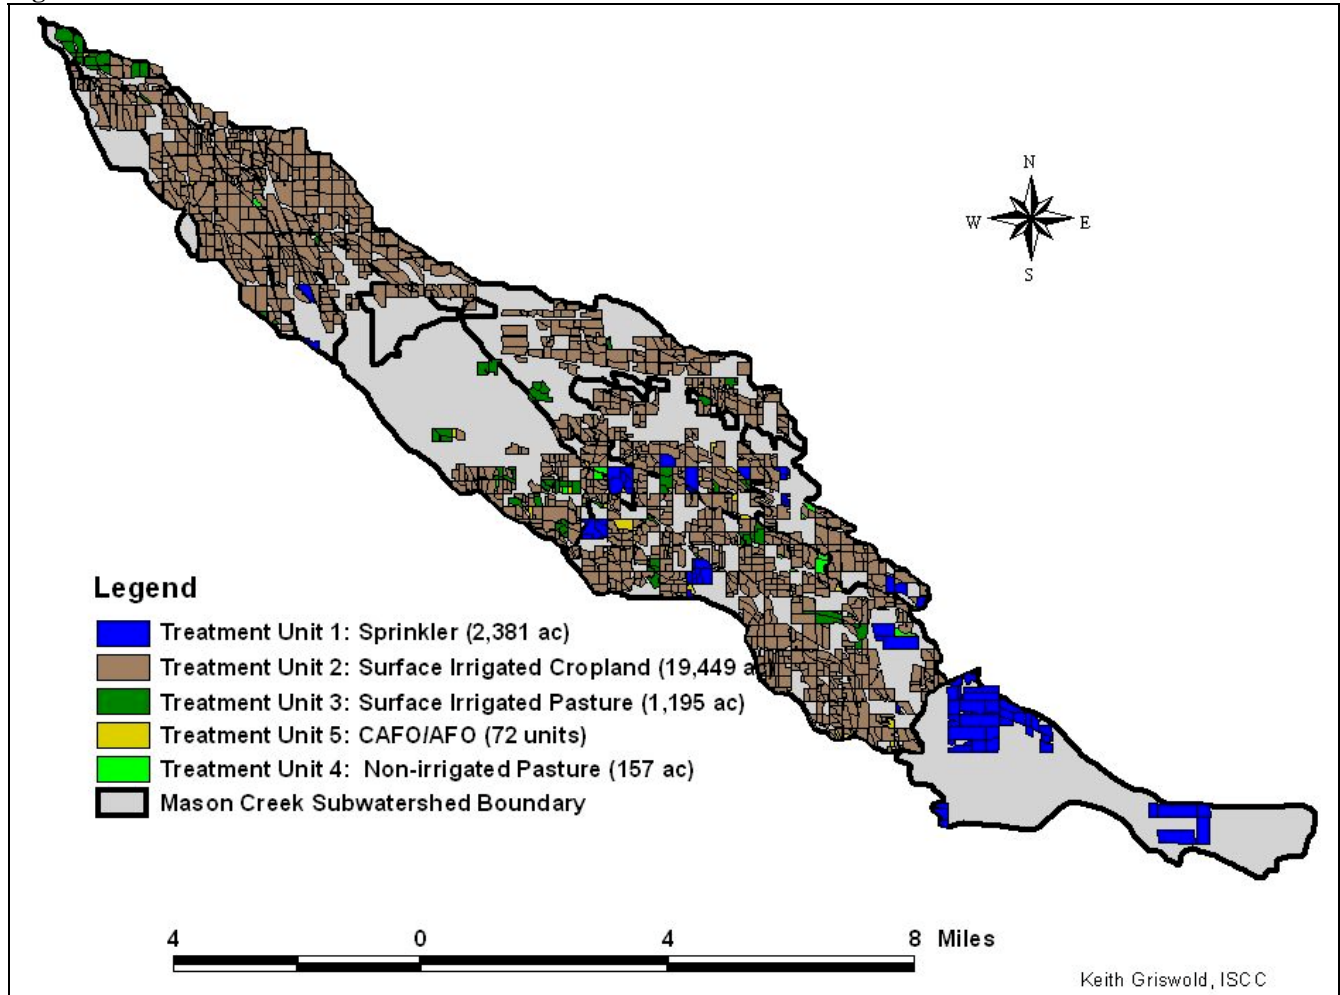 N
W E
S
Legend
Treatment Unit 1: Sprinkler (2,381 ac)
Treatment Unit 2: Surface Irrigated Cropland (19,449 a
Treatment Unit 3: Surface Irrigated Pasture (1,195 ac)
Treatment Unit 5: CAFO/AFO (72 units)
Treatment Unit 4: Non-irrigated Pasture (157 ac)
Mason Creek Subwatershed Boundary
4 0 4 8 Miles
Keith Griswold, ISCC